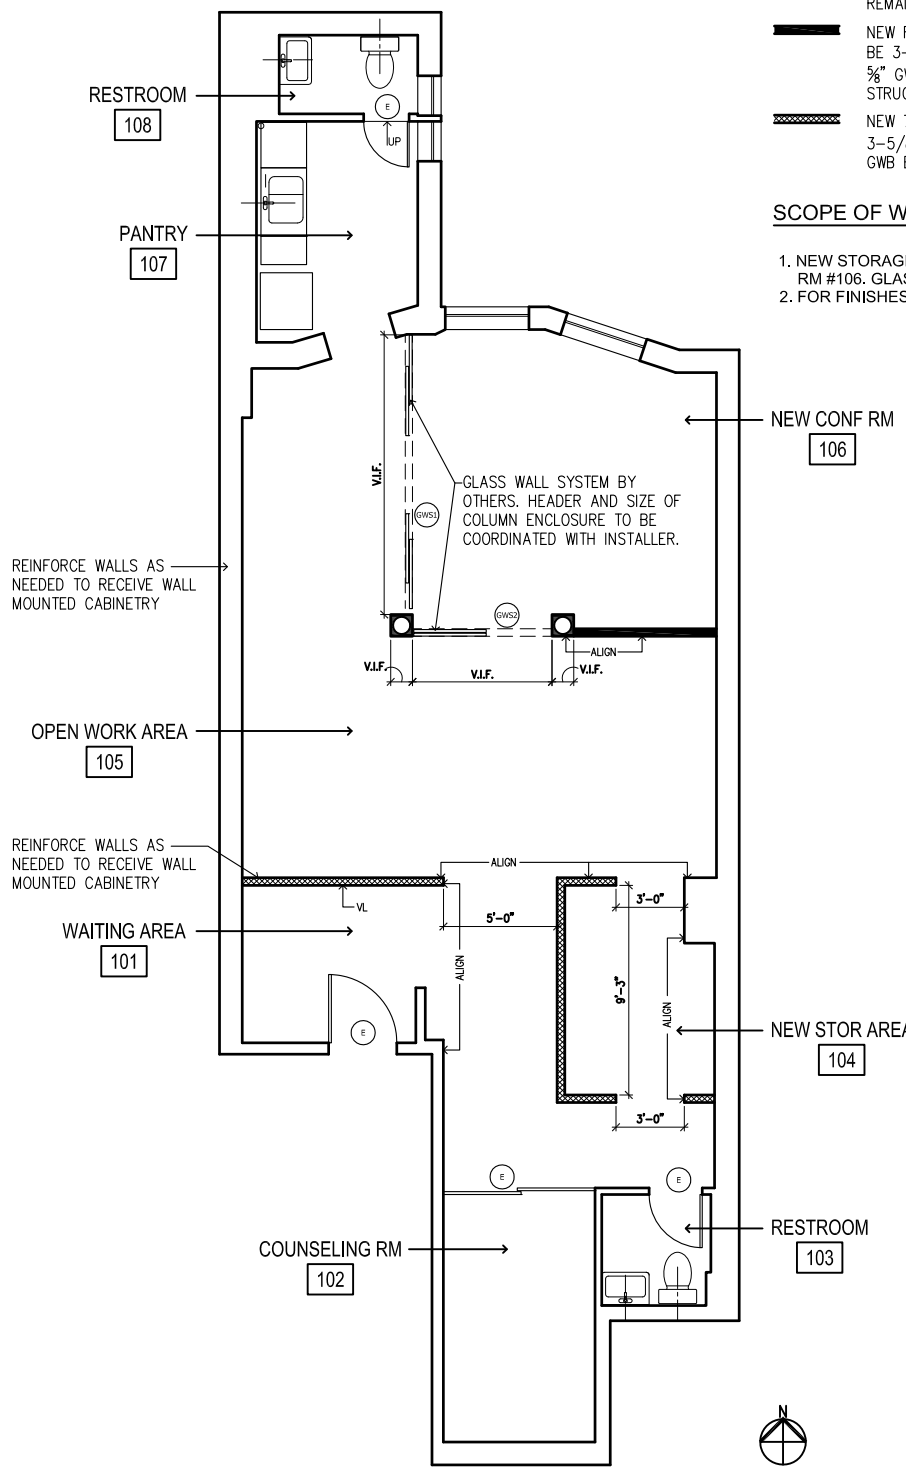 REMA
NEW
BE 3-
⅝" GW
STRUC
NEW
3-5/
GWB
SCOPE OF W
1. NEW STORAG
RM #106. GLAS
2. FOR FINISHES
RESTROOM
108
E
UP
PANTRY
107
NEW CONF RM
106
V.I.F.
GLASS WALL SYSTEM BY
OTHERS. HEADER AND SIZE OF
COLUMN ENCLOSURE TO BE
COORDINATED WITH INSTALLER.
GWS1
REINFORCE WALLS AS
NEEDED TO RECEIVE WALL
MOUNTED CABINETRY
GWS2
ALIGN
V.I.F.
V.I.F.
V.I.F.
OPEN WORK AREA
105
REINFORCE WALLS AS
NEEDED TO RECEIVE WALL
MOUNTED CABINETRY
ALIGN
VL
5'-0"
3'-0"
WAITING AREA
101
ALIGN
9'-3"
ALIGN
E
NEW STOR AREA
104
3'-0"
E
E
RESTROOM
103
COUNSELING RM
102
N